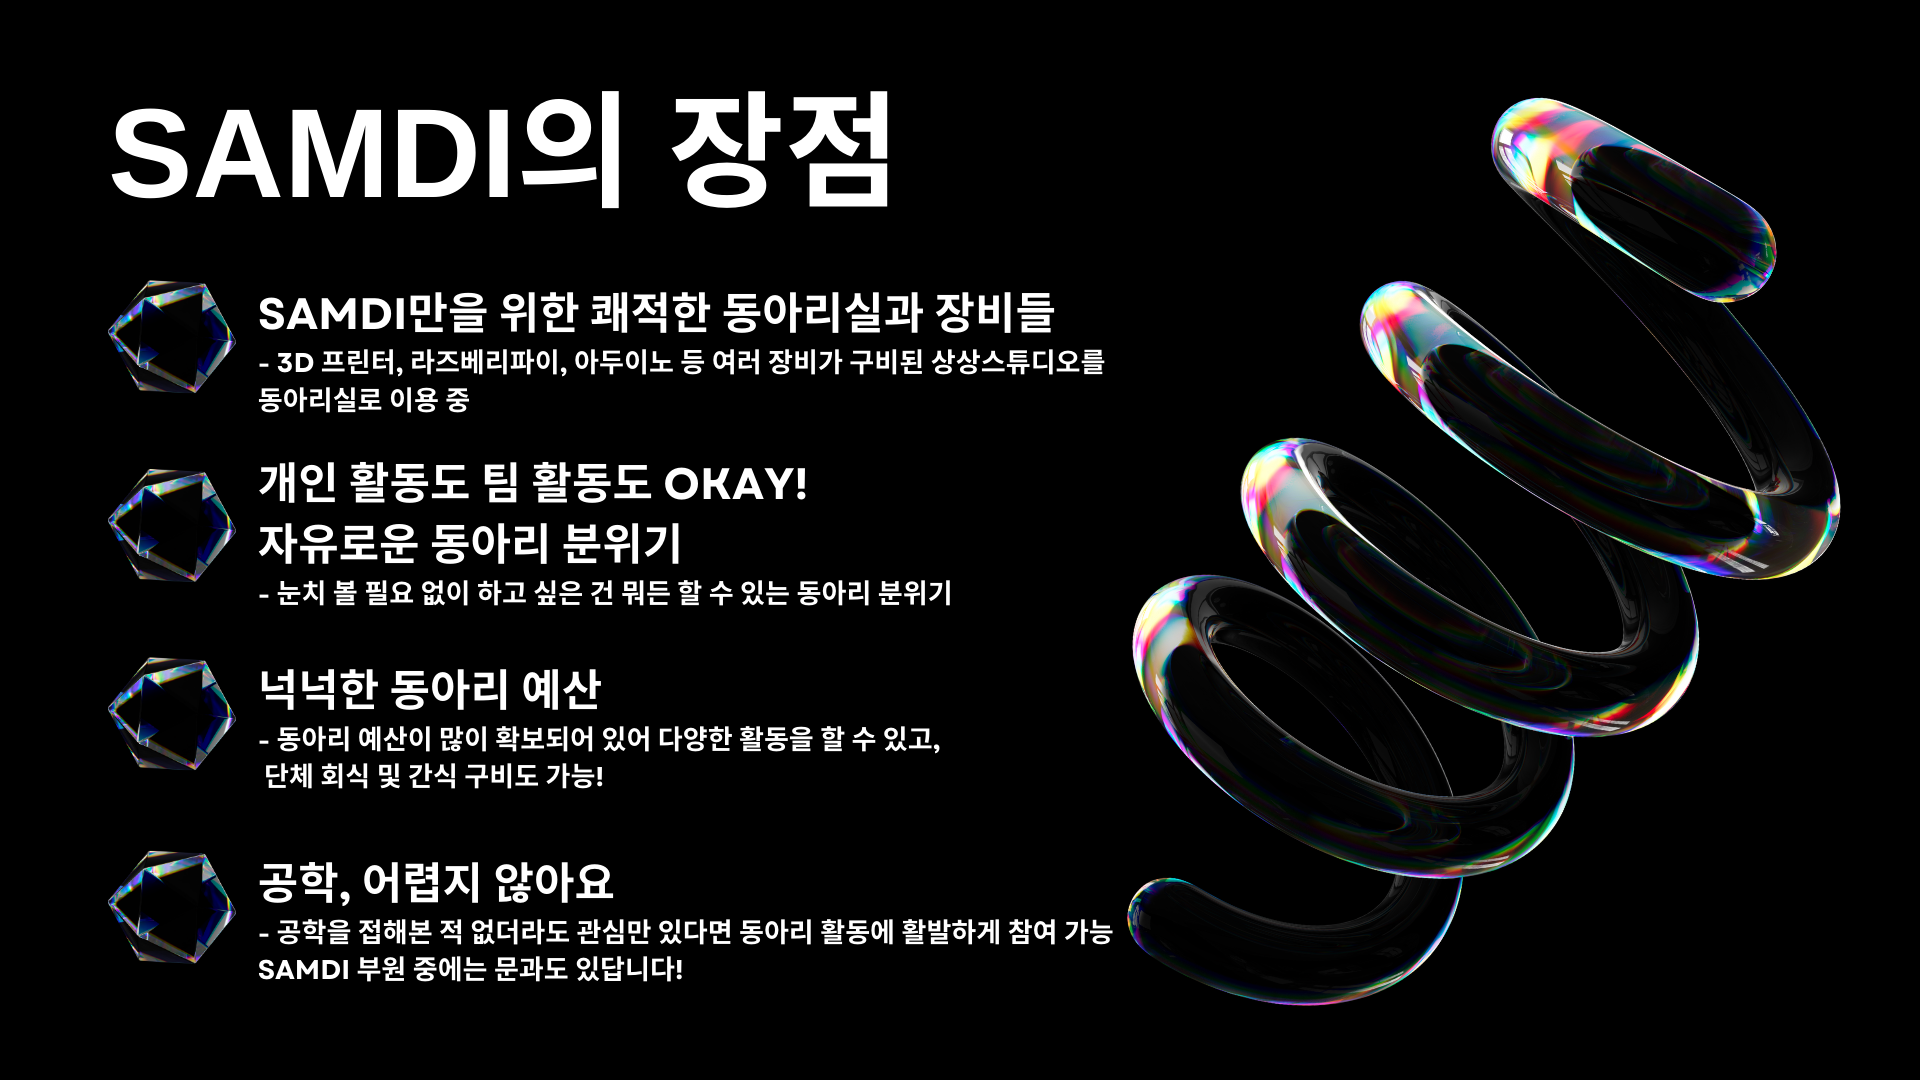 SAMDI의 장점
SAMDI만을 위한 쾌적한 동아리실과 장비들
- 3D 프린터, 라즈베리파이, 아두이노 등 여러 장비가 구비된 상상스튜디오를
동아리실로 이용 중
개인 활동도 팀 활동도 OKAY!
자유로운 동아리 분위기
- 눈치 볼 필요 없이 하고 싶은 건 뭐든 할 수 있는 동아리 분위기
넉넉한 동아리 예산
- 동아리 예산이 많이 확보되어 있어 다양한 활동을 할 수 있고,
단체 회식 및 간식 구비도 가능!
공학, 어렵지 않아요
- 공학을 접해본 적 없더라도 관심만 있다면 동아리 활동에 활발하게 참여 가능
SAMDI 부원 중에는 문과도 있답니다!